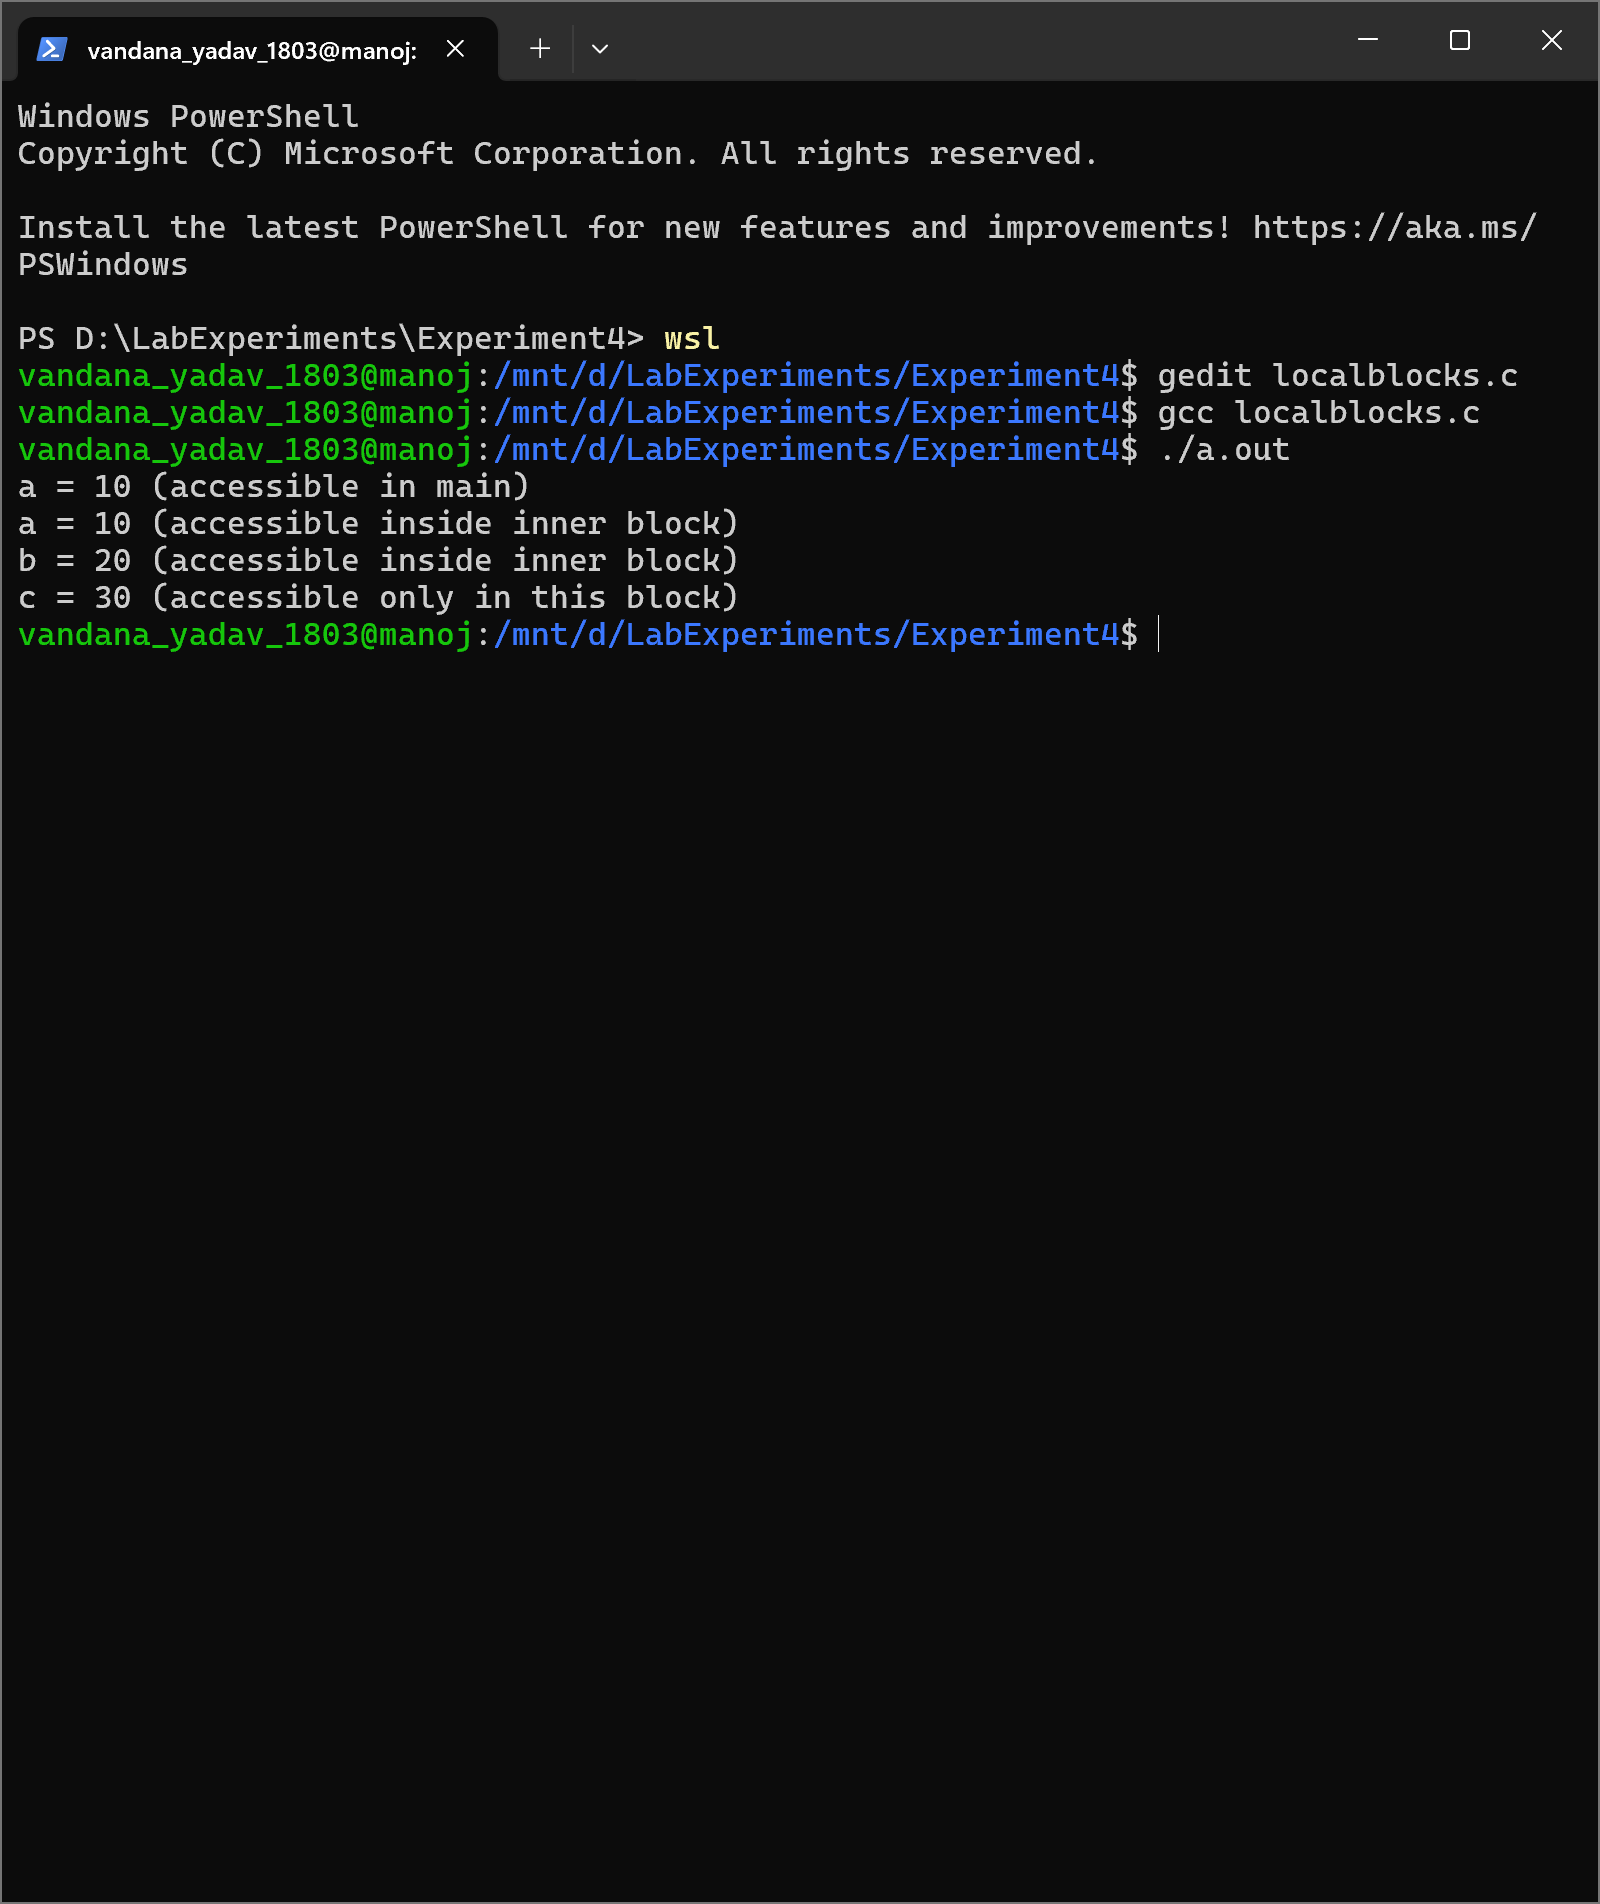 vandana_yadav_1803@manoj:
Windows PowerShell
Copyright (C) Microsoft Corporation. All rights reserved.
Install the latest PowerShell for new features and improvements! https://aka.ms/
PSWindows
PS D:\LabExperiments\Experiment4> wsl
vandana_yadav_1803@manoj:/mnt/d/LabExperiments/Experiment4$ gedit localblocks.c
vandana_yadav_1803@manoj:/mnt/d/LabExperiments/Experiment4$ gcc localblocks.c
vandana_yadav_1803@manoj:/mnt/d/LabExperiments/Experiment4$ ./a.out
a = 10 (accessible in main)
a = 10 (accessible inside inner block)
b = 20 (accessible inside inner block)
c = 30 (accessible only in this block)
vandana_yadav_1803@manoj:/mnt/d/LabExperiments/Experiment4$